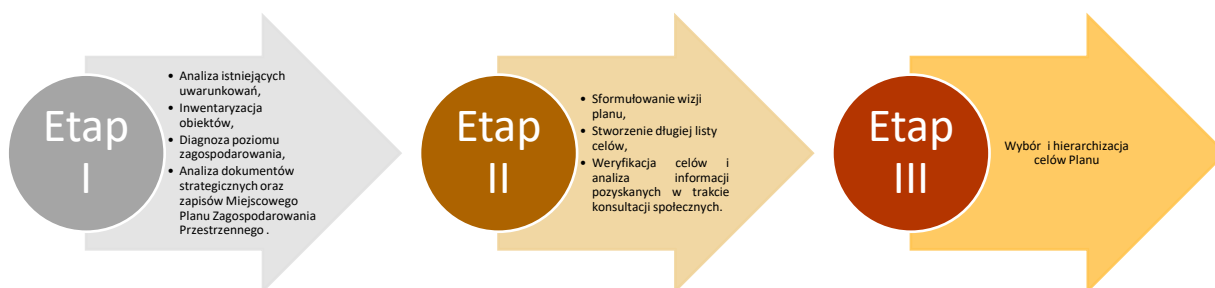 Etap
I
• Analiza istniejących
uwarunkowań,
• Inwentaryzacja
obiektów,
• Diagnoza poziomu
zagospodarowania,
• Analiza dokumentów
strategicznych oraz
zapisów Miejscowego
Planu Zagospodarowania
Przestrzennego .
Etap
II
• Sformułowanie wizji
planu,
• Stworzenie długiej listy
celów,
• Weryfikacja celów i
analiza informacji
pozyskanych w trakcie
konsultacji społecznych.
Etap
III
Wybór i hierarchizacja
celów Planu